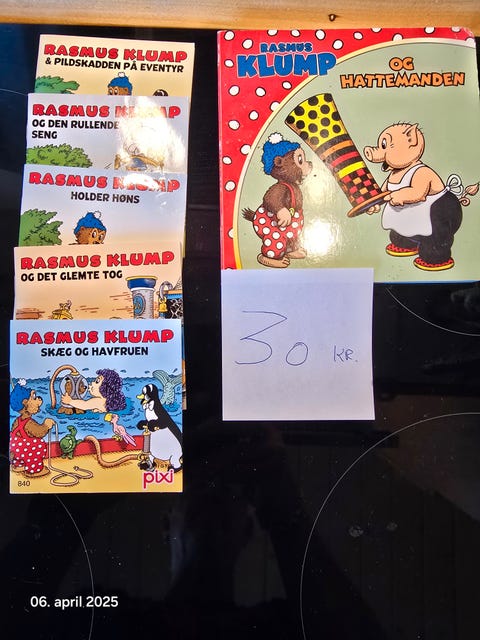 RASMUS KLUMP
& PILDSKADDEN PÅ EVENTYR
RASMUS KLUMP
OG DEN RULLENDE
SENG
RASMUS KLUMP
HOLDER HØNS
RASMUS KLUMP
OG DET GLEMTE TOG
RASMUS KLUMP
SKÆG OG HAVFRUEN
840
pixi
RASMUS
KLUMP
OG
HATTEMANDEN
30 KR.
06. april 2025